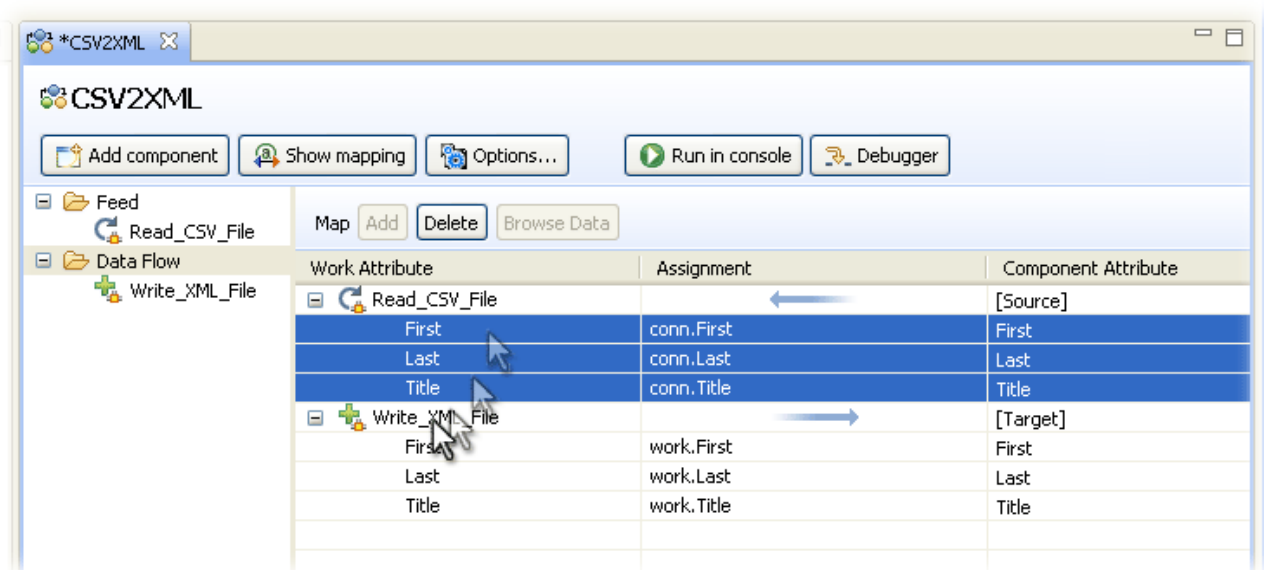 *CSV2XML
CSV2XML
Add component Show mapping Options... Run in console Debugger
Feed
Read_CSV_File
Data Flow
Write_XML_File
Map Add Delete Browse Data
Work Attribute Assignment Component Attribute
Read_CSV_File [Source]
First conn.First First
Last conn.Last Last
Title conn.Title Title
Write_XML_File [Target]
First work.First First
Last work.Last Last
Title work.Title Title